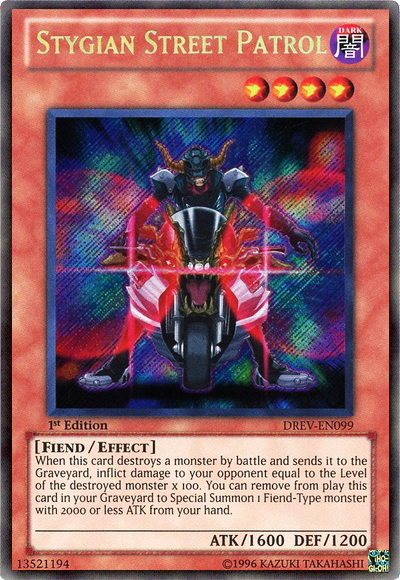 STYGIAN STREET PATROL
DARK
闇
1st Edition
DREV-EN099
[FIEND / EFFECT]
When this card destroys a monster by battle and sends it to the
Graveyard, inflict damage to your opponent equal to the Level
of the destroyed monster x 100. You can remove from play this
card in your Graveyard to Special Summon 1 Fiend-Type monster
with 2000 or less ATK from your hand.
ATK/1600 DEF/1200
13521194
©1996 KAZUKI TAKAHASHI